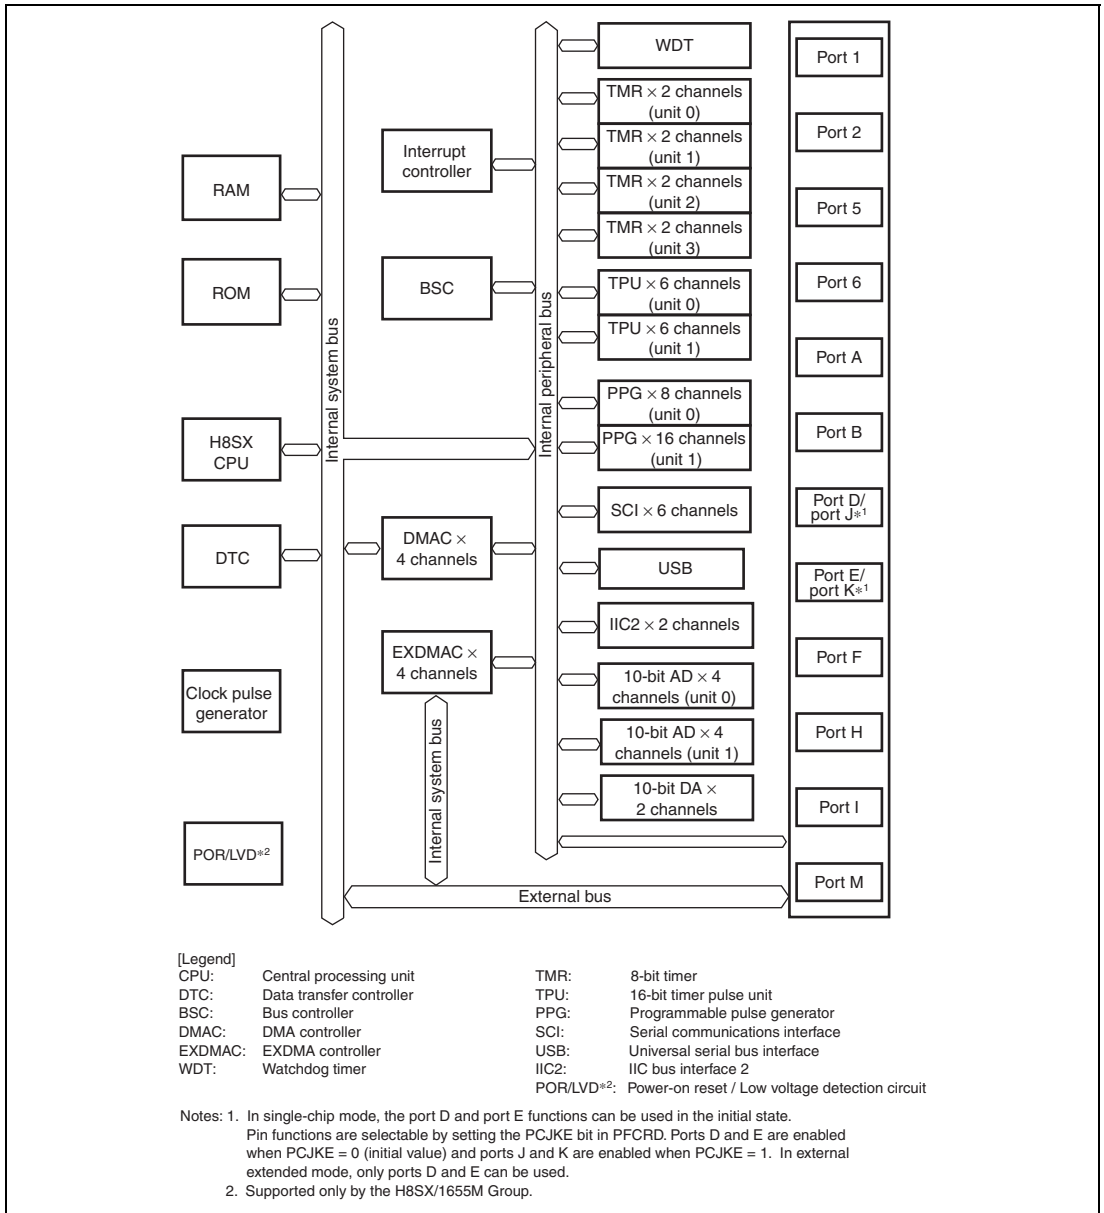 WDT
TMR × 2 channels
(unit 0)
TMR × 2 channels
(unit 1)
TMR × 2 channels
(unit 2)
TMR × 2 channels
(unit 3)
TPU × 6 channels
(unit 0)
TPU × 6 channels
(unit 1)
PPG × 8 channels
(unit 0)
PPG × 16 channels
(unit 1)
SCI × 6 channels
USB
IIC2 × 2 channels
10-bit AD × 4
channels (unit 0)
10-bit AD × 4
channels (unit 1)
10-bit DA ×
2 channels
Port 1
Port 2
Port 5
Port 6
Port A
Port B
Port D/
port J*1
Port E/
port K*1
Port F
Port H
Port I
Port M
Interrupt
controller
BSC
DMAC ×
4 channels
EXDMAC ×
4 channels
RAM
ROM
H8SX
CPU
DTC
Clock pulse
generator
POR/LVD*2
Internal system bus
Internal peripheral bus
Internal system bus
External bus
[Legend]
CPU: Central processing unit
DTC: Data transfer controller
BSC: Bus controller
DMAC: DMA controller
EXDMAC: EXDMA controller
WDT: Watchdog timer
TMR: 8-bit timer
TPU: 16-bit timer pulse unit
PPG: Programmable pulse generator
SCI: Serial communications interface
USB: Universal serial bus interface
IIC2: IIC bus interface 2
POR/LVD*2: Power-on reset / Low voltage detection circuit
Notes: 1. In single-chip mode, the port D and port E functions can be used in the initial state.
Pin functions are selectable by setting the PCJKE bit in PFCRD. Ports D and E are enabled
when PCJKE = 0 (initial value) and ports J and K are enabled when PCJKE = 1. In external
extended mode, only ports D and E can be used.
2. Supported only by the H8SX/1655M Group.